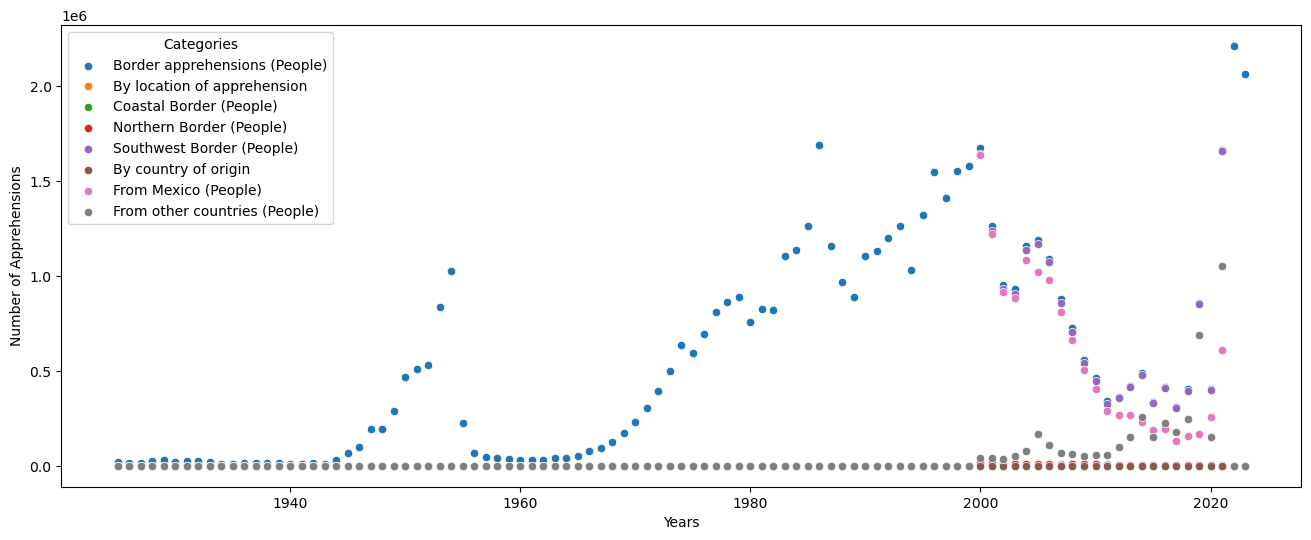 1e6
Categories
Border apprehensions (People)
By location of apprehension
Coastal Border (People)
Northern Border (People)
Southwest Border (People)
By country of origin
From Mexico (People)
From other countries (People)
2.0
1.5
1.0
0.5
0.0
Number of Apprehensions
1940 1960 1980 2000 2020
Years